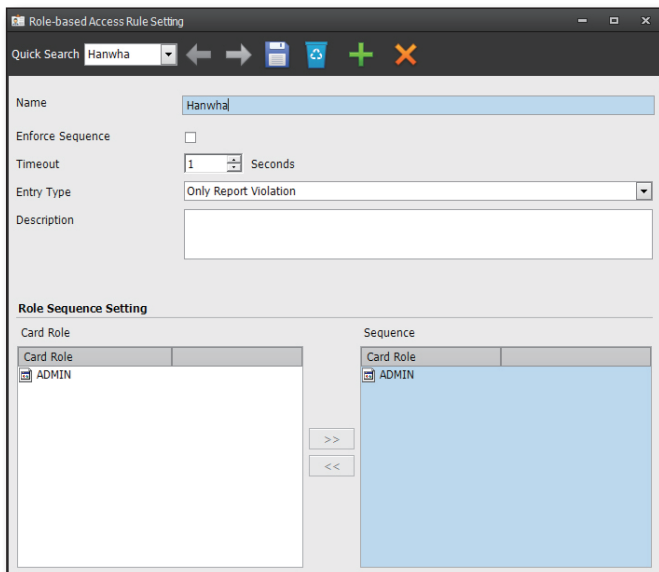 Role-based Access Rule Setting
Quick Search Hanwha
Name Hanwha
Enforce Sequence
Timeout 1 Seconds
Entry Type Only Report Violation
Description
Role Sequence Setting
Card Role Sequence
Card Role Card Role
ADMIN ADMIN
>>
<<